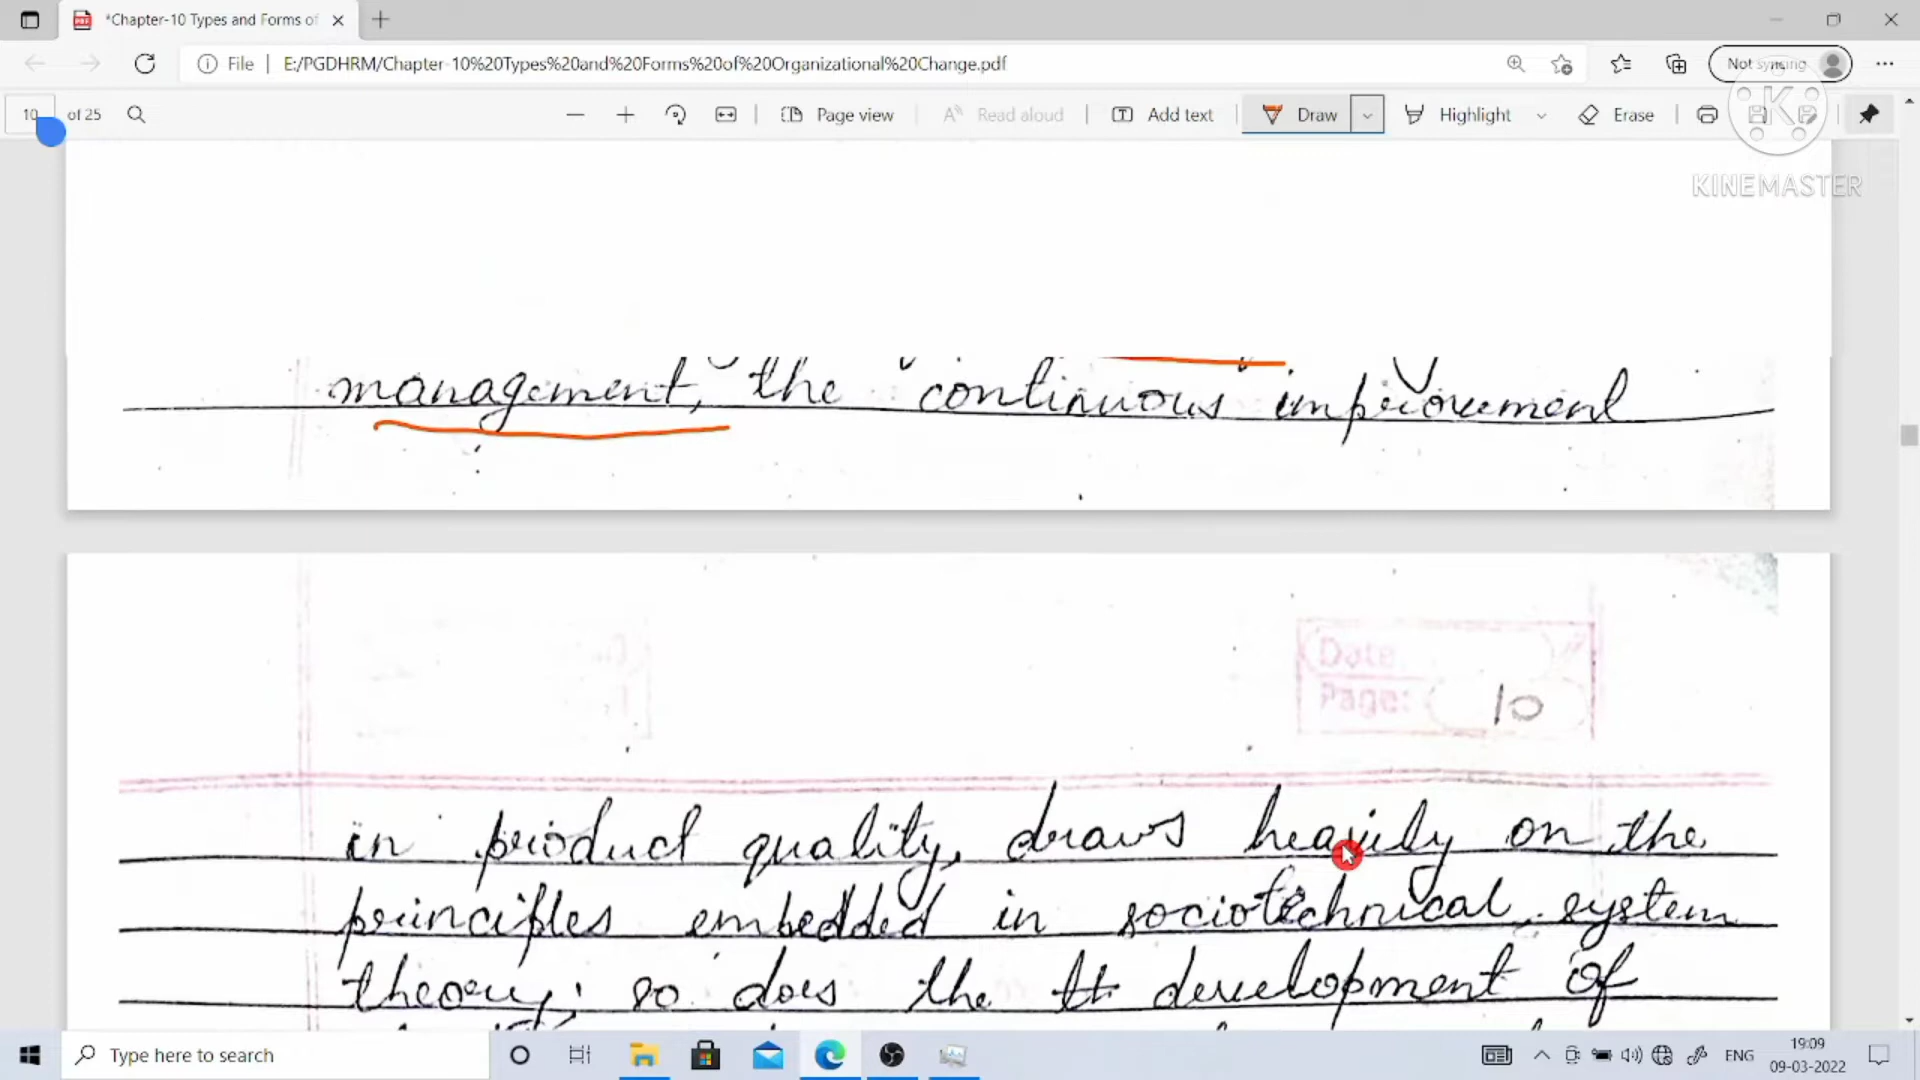 *Chapter-10 Types and Forms of
File
E:/PGDHRM/Chapter-10%20Types%20and%20Forms%20of%20Organizational%20Change.pdf
Not syncing
10 of 25
Page view
Read aloud
Add text
Draw
Highlight
Erase
K
KINEMASTER
management, the continuous improvement
Date
Page: 10
in product quality, draws heavily on the
principles embedded in sociotechnical system
theory; so does the tt development of
Type here to search
ENG
19:09
09-03-2022